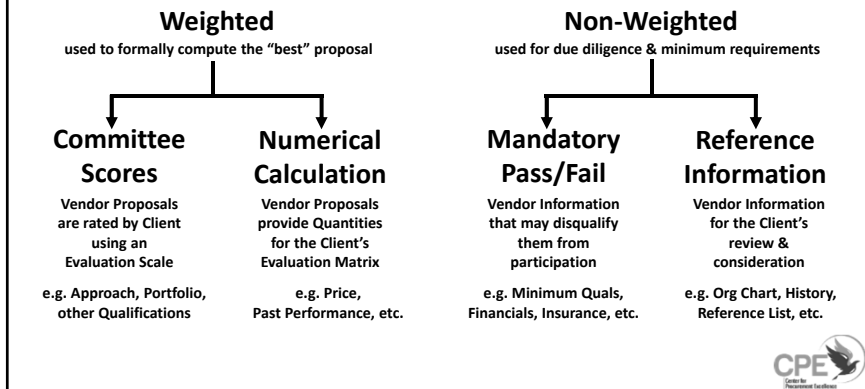 Weighted
used to formally compute the “best” proposal
Committee
Scores
Vendor Proposals
are rated by Client
using an
Evaluation Scale
e.g. Approach, Portfolio,
other Qualifications
Numerical
Calculation
Vendor Proposals
provide Quantities
for the Client’s
Evaluation Matrix
e.g. Price,
Past Performance, etc.
Non-Weighted
used for due diligence & minimum requirements
Mandatory
Pass/Fail
Vendor Information
that may disqualify
them from
participation
e.g. Minimum Quals,
Financials, Insurance, etc.
Reference
Information
Vendor Information
for the Client’s
review &
consideration
e.g. Org Chart, History,
Reference List, etc.
CPE
Center for
Procurement Excellence